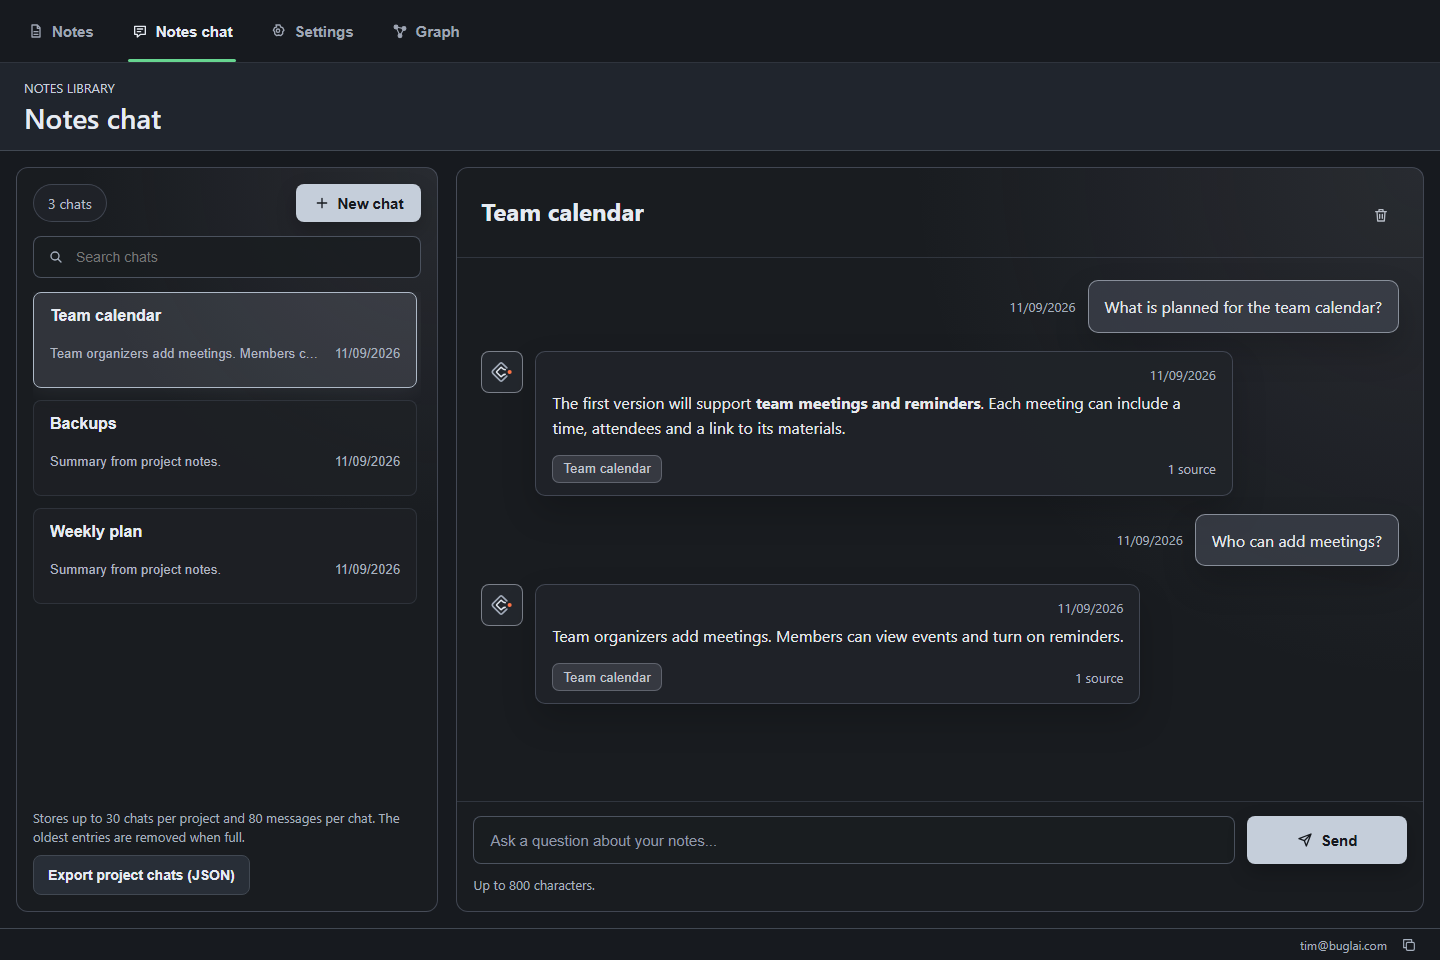 Notes
Notes chat
Settings
Graph
NOTES LIBRARY
Notes chat
3 chats
New chat
Search chats
Team calendar
Team organizers add meetings. Members c... 11/09/2026
Backups
Summary from project notes. 11/09/2026
Weekly plan
Summary from project notes. 11/09/2026
Stores up to 30 chats per project and 80 messages per chat. The
oldest entries are removed when full.
Export project chats (JSON)
Team calendar
11/09/2026 What is planned for the team calendar?
11/09/2026
The first version will support team meetings and reminders. Each meeting can include a
time, attendees and a link to its materials.
Team calendar 1 source
11/09/2026 Who can add meetings?
11/09/2026
Team organizers add meetings. Members can view events and turn on reminders.
Team calendar 1 source
Ask a question about your notes...
Send
Up to 800 characters.
tim@buglai.com